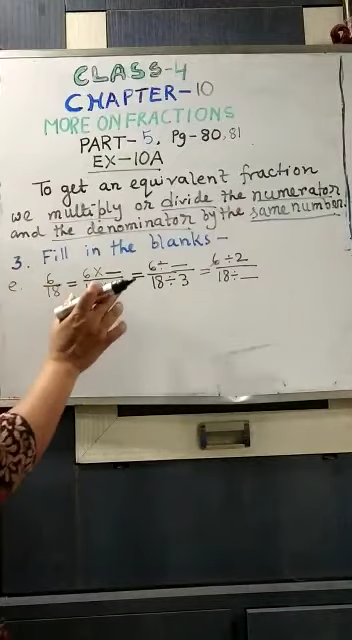 CLASS-4
CHAPTER-10
MORE ON FRACTIONS
PART-5. Pg-80,81
EX-10A
To get an equivalent fraction
we multiply or divide the numerator
and the denominator by the same number.
3. Fill in the blanks -
e. 6/18 = 6×__ = 6÷__/18÷3 = 6÷2/18÷__